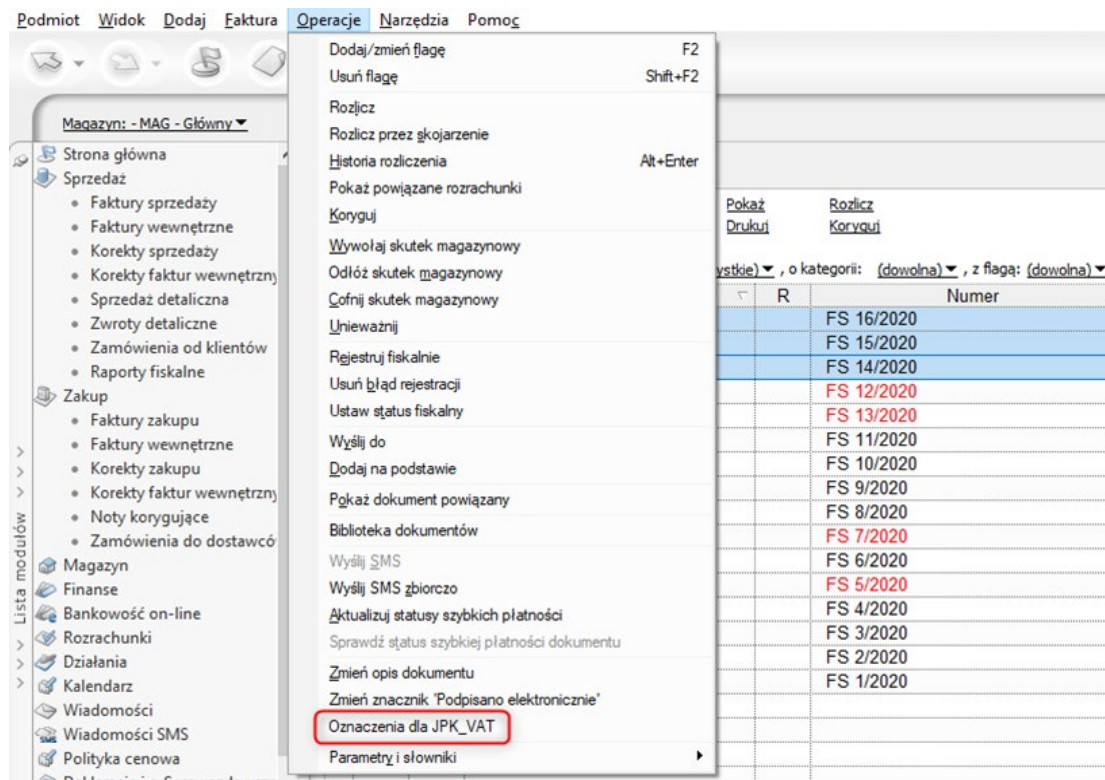 Podmiot Widok Dodaj Faktura Operacje Narzędzia Pomoc
Magazyn: - MAG - Główny
Strona główna
Sprzedaż
Faktury sprzedaży
Faktury wewnętrzne
Korekty sprzedaży
Korekty faktur wewnętrzny
Sprzedaż detaliczna
Zwroty detaliczne
Zamówienia od klientów
Raporty fiskalne
Zakup
Faktury zakupu
Faktury wewnętrzne
Korekty zakupu
Korekty faktur wewnętrzny
Noty korygujące
Zamówienia do dostawcó
Magazyn
Finanse
Bankowość on-line
Rozrachunki
Działania
Kalendarz
Wiadomości
Wiadomości SMS
Polityka cenowa
Lista modułów
Dodaj/zmień flagę F2
Usuń flagę Shift+F2
Rozlicz
Rozlicz przez skojarzenie
Historia rozliczenia Alt+Enter
Pokaż powiązane rozrachunki
Koryguj
Wywołaj skutek magazynowy
Odłóż skutek magazynowy
Cofnij skutek magazynowy
Unieważnij
Rejestruj fiskalnie
Usuń błąd rejestracji
Ustaw status fiskalny
Wyślij do
Dodaj na podstawie
Pokaż dokument powiązany
Biblioteka dokumentów
Wyślij SMS
Wyślij SMS zbiorczo
Aktualizuj statusy szybkich płatności
Sprawdź status szybkiej płatności dokumentu
Zmień opis dokumentu
Zmień znacznik 'Podpisano elektronicznie'
Oznaczenia dla JPK_VAT
Parametry i słowniki
Pokaż Rozlicz
Drukuj Koryguj
ystkie) , o kategorii: (dowolna) , z flagą: (dowolna)
R Numer
FS 16/2020
FS 15/2020
FS 14/2020
FS 12/2020
FS 13/2020
FS 11/2020
FS 10/2020
FS 9/2020
FS 8/2020
FS 7/2020
FS 6/2020
FS 5/2020
FS 4/2020
FS 3/2020
FS 2/2020
FS 1/2020